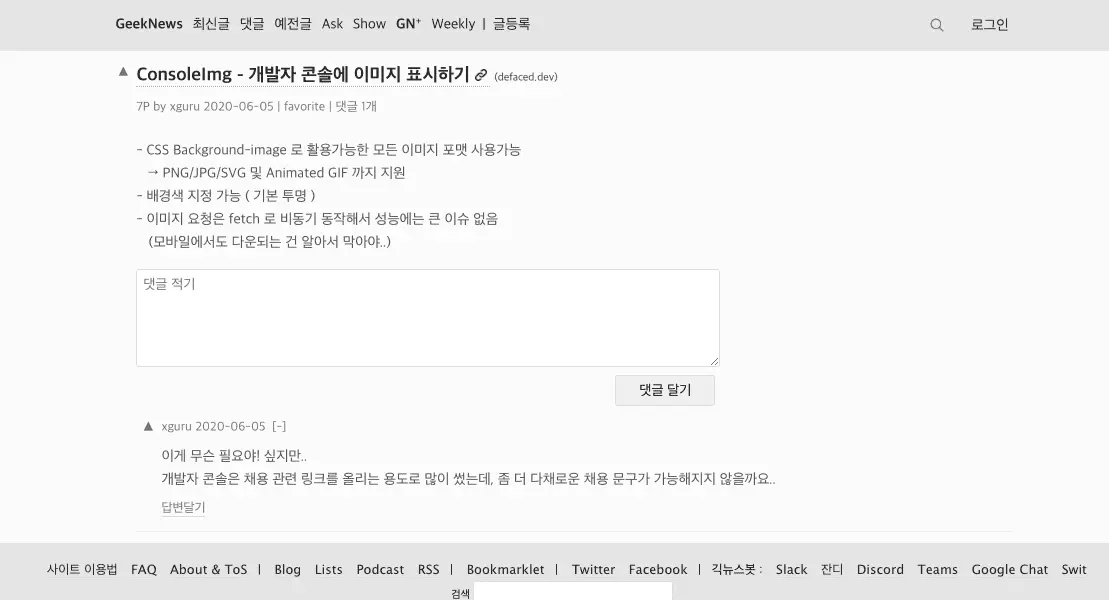 GeekNews 최신글 댓글 예전글 Ask Show GN⁺ Weekly | 글등록 로그인
▲ ConsoleImg - 개발자 콘솔에 이미지 표시하기 (defaced.dev)
7P by xguru 2020-06-05 | favorite | 댓글 1개
- CSS Background-image 로 활용가능한 모든 이미지 포맷 사용가능
→ PNG/JPG/SVG 및 Animated GIF 까지 지원
- 배경색 지정 가능 ( 기본 투명 )
- 이미지 요청은 fetch 로 비동기 동작해서 성능에는 큰 이슈 없음
(모바일에서도 다운되는 건 알아서 막아야..)
댓글 적기
댓글 달기
▲ xguru 2020-06-05 [-]
이게 무슨 필요야! 싶지만..
개발자 콘솔은 채용 관련 링크를 올리는 용도로 많이 썼는데, 좀 더 다채로운 채용 문구가 가능해지지 않을까요..
답변달기
사이트 이용법 FAQ About & ToS | Blog Lists Podcast RSS | Bookmarklet | Twitter Facebook | 긱뉴스봇 : Slack 잔디 Discord Teams Google Chat Swit
검색